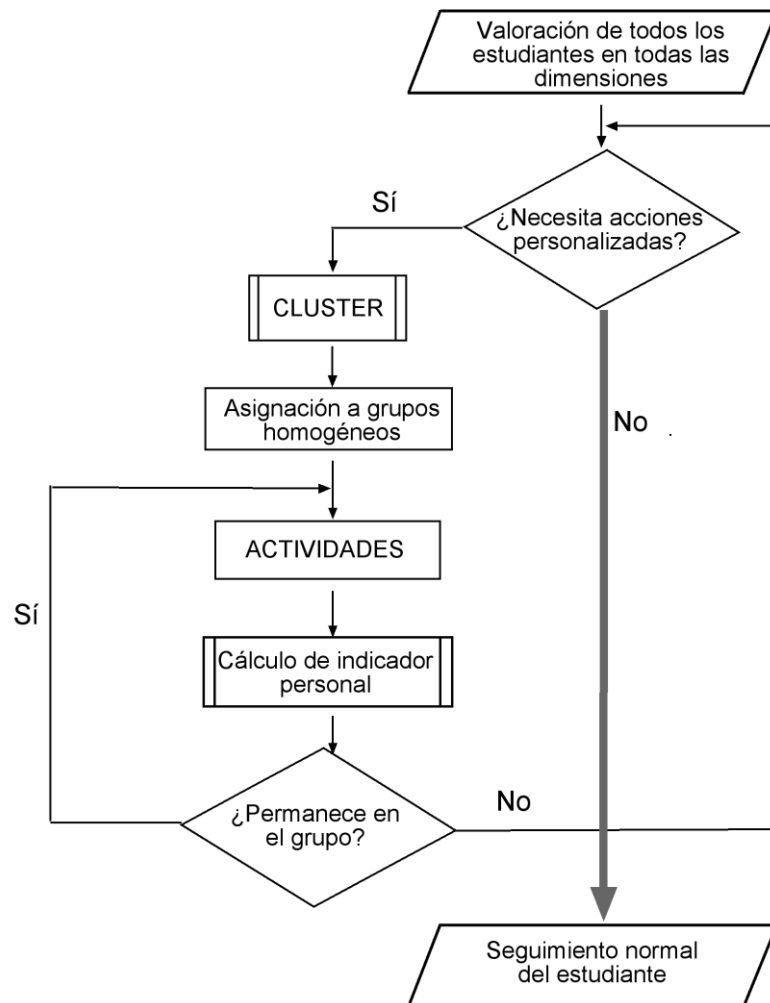 Valoración de todos los
estudiantes en todas las
dimensiones
¿Necesita acciones
personalizadas?
Sí
CLUSTER
Asignación a grupos
homogéneos
No
ACTIVIDADES
Sí
Cálculo de indicador
personal
¿Permanece en
el grupo?
No
Seguimiento normal
del estudiante